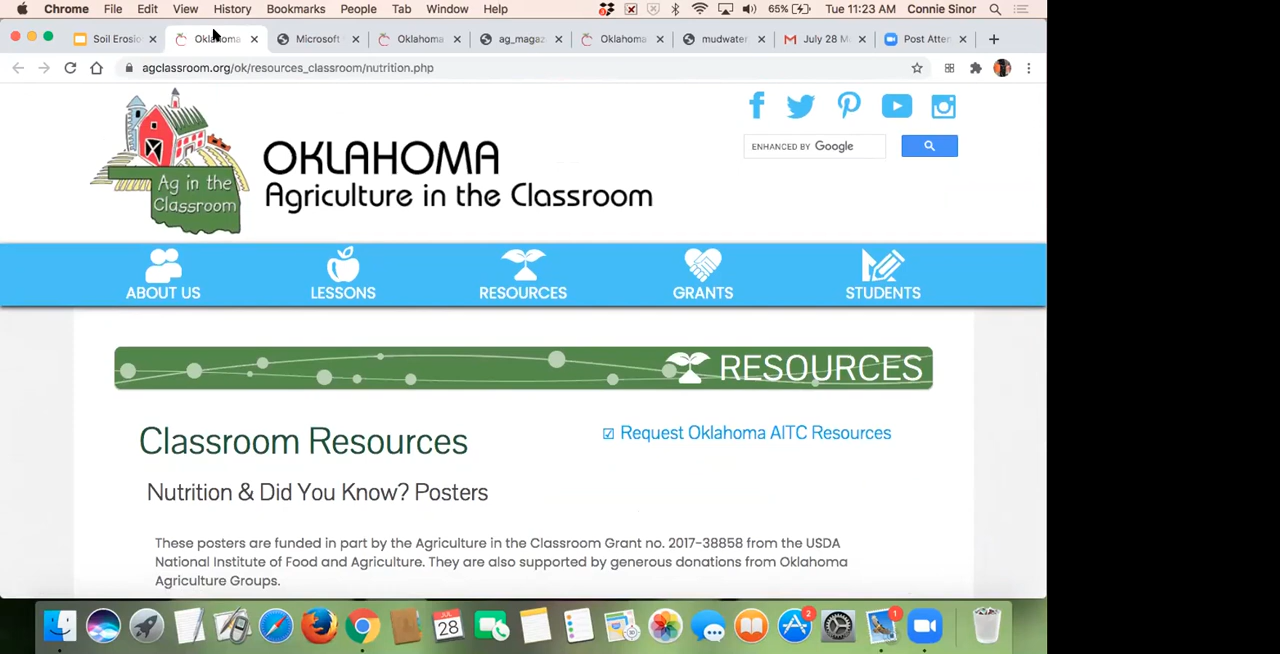 Chrome File Edit View History Bookmarks People Tab Window Help 65% Tue 11:23 AM Connie Sinor
Soil Erosio Oklahoma Microsoft Oklahoma ag_magaz Oklahoma mudwater July 28 M Post Atten
agclassroom.org/ok/resources_classroom/nutrition.php
Ag in the
Classroom
OKLAHOMA
Agriculture in the Classroom
ENHANCED BY Google
ABOUT US LESSONS RESOURCES GRANTS STUDENTS
RESOURCES
Classroom Resources
Request Oklahoma AITC Resources
Nutrition & Did You Know? Posters
These posters are funded in part by the Agriculture in the Classroom Grant no. 2017-38858 from the USDA
National Institute of Food and Agriculture. They are also supported by generous donations from Oklahoma
Agriculture Groups.
JUL
28
2
1